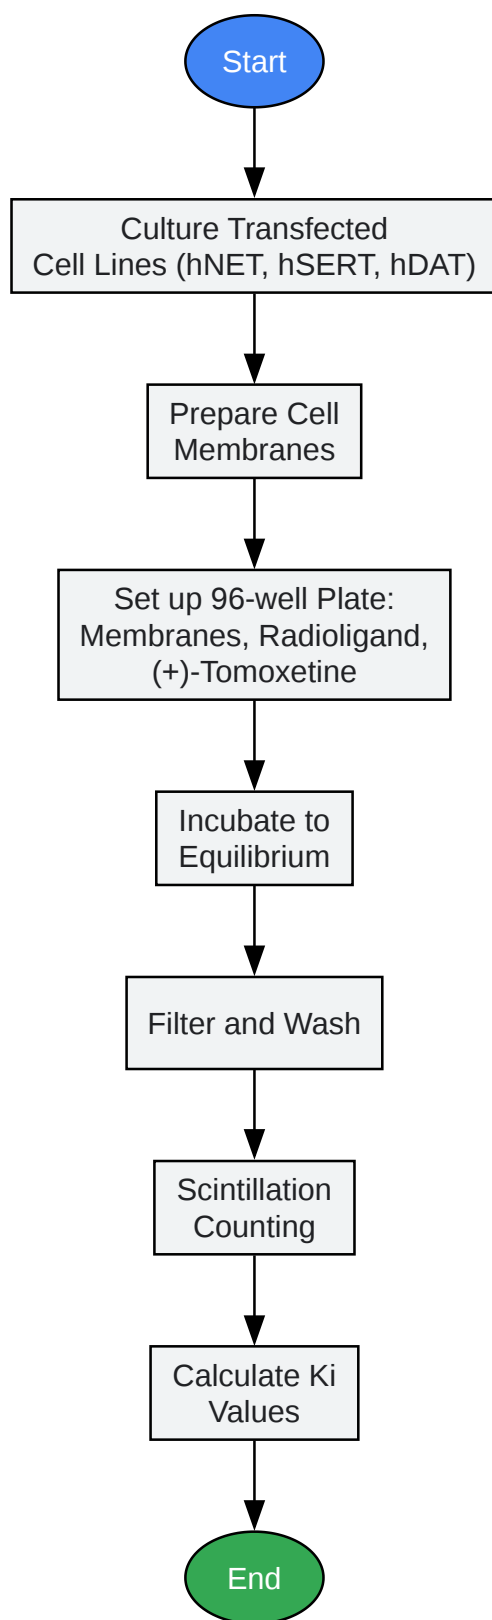 Start
Culture Transfected
Cell Lines (hNET, hSERT, hDAT)
Prepare Cell
Membranes
Set up 96-well Plate:
Membranes, Radioligand,
(+)-Tomoxetine
Incubate to
Equilibrium
Filter and Wash
Scintillation
Counting
Calculate Ki
Values
End